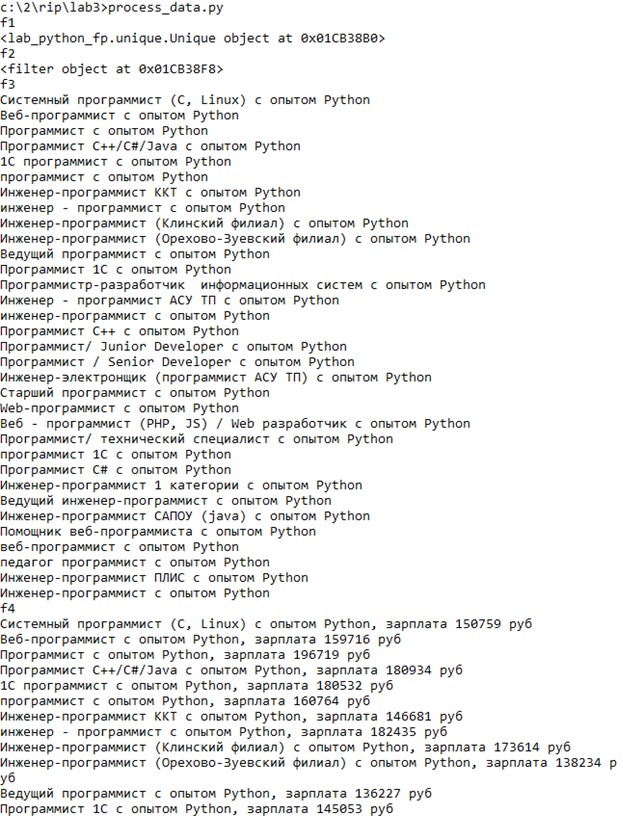 c:\2\rip\lab3>process_data.py
f1
<lab_python_fp.unique.Unique object at 0x01CB38B0>
f2
<filter object at 0x01CB38F8>
f3
Системный программист (C, Linux) с опытом Python
Веб-программист с опытом Python
Программист с опытом Python
Программист C++/C#/Java с опытом Python
1С программист с опытом Python
программист с опытом Python
Инженер-программист ККТ с опытом Python
инженер - программист с опытом Python
Инженер-программист (Клинский филиал) с опытом Python
Инженер-программист (Орехово-Зуевский филиал) с опытом Python
Ведущий программист с опытом Python
Программист 1С с опытом Python
Программистр-разработчик  информационных систем с опытом Python
Инженер - программист АСУ ТП с опытом Python
инженер-программист с опытом Python
Программист C++ с опытом Python
Программист/ Junior Developer с опытом Python
Программист / Senior Developer с опытом Python
Инженер-электронщик (программист АСУ ТП) с опытом Python
Старший программист с опытом Python
Web-программист с опытом Python
Веб - программист (PHP, JS) / Web разработчик с опытом Python
Программист/ технический специалист с опытом Python
программист 1С с опытом Python
Программист C# с опытом Python
Инженер-программист 1 категории с опытом Python
Ведущий инженер-программист с опытом Python
Инженер-программист САПОУ (java) с опытом Python
Помощник веб-программиста с опытом Python
веб-программист с опытом Python
педагог программист с опытом Python
Инженер-программист ПЛИС с опытом Python
Инженер-программист с опытом Python
f4
Системный программист (C, Linux) с опытом Python, зарплата 150759 руб
Веб-программист с опытом Python, зарплата 159716 руб
Программист с опытом Python, зарплата 196719 руб
Программист C++/C#/Java с опытом Python, зарплата 180934 руб
1С программист с опытом Python, зарплата 180532 руб
программист с опытом Python, зарплата 160764 руб
Инженер-программист ККТ с опытом Python, зарплата 146681 руб
инженер - программист с опытом Python, зарплата 182435 руб
Инженер-программист (Клинский филиал) с опытом Python, зарплата 173614 руб
Инженер-программист (Орехово-Зуевский филиал) с опытом Python, зарплата 138234 р
уб
Ведущий программист с опытом Python, зарплата 136227 руб
Программист 1С с опытом Python, зарплата 145053 руб